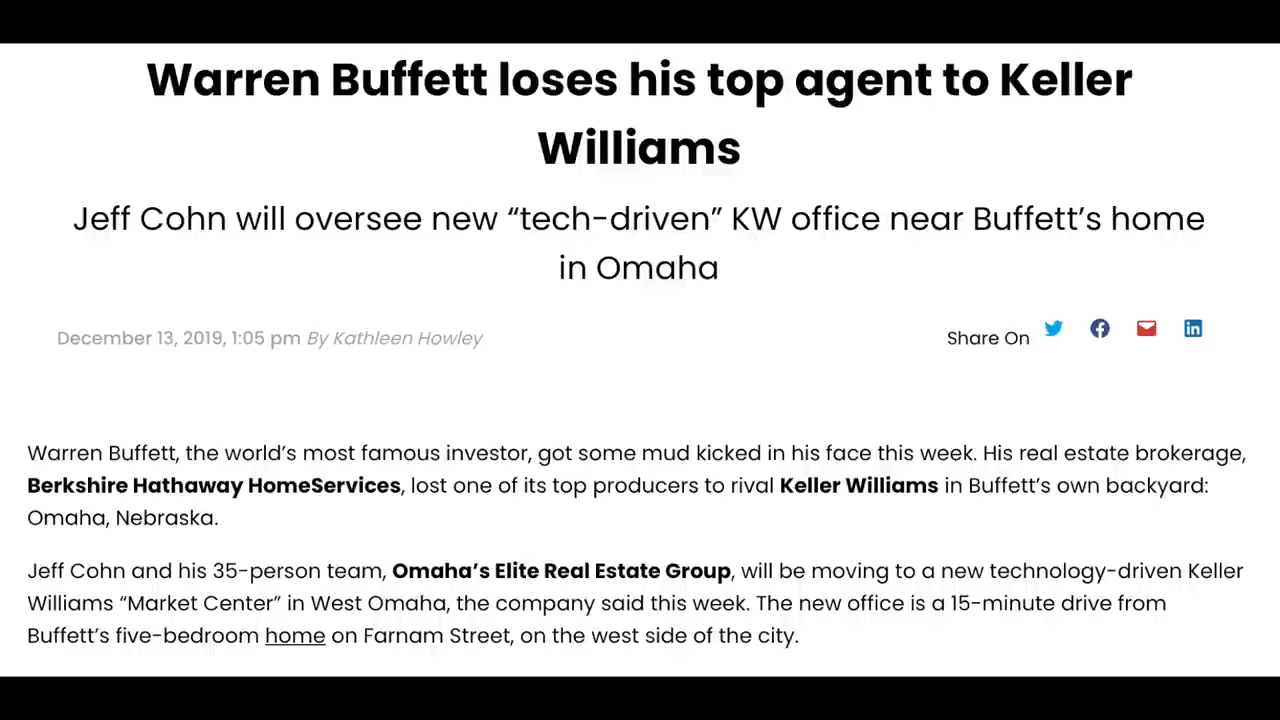 Warren Buffett loses his top agent to Keller
Williams
Jeff Cohn will oversee new “tech-driven” KW office near Buffett’s home
in Omaha
December 13, 2019, 1:05 pm By Kathleen Howley
Share On
Warren Buffett, the world’s most famous investor, got some mud kicked in his face this week. His real estate brokerage,
Berkshire Hathaway HomeServices, lost one of its top producers to rival Keller Williams in Buffett’s own backyard:
Omaha, Nebraska.
Jeff Cohn and his 35-person team, Omaha’s Elite Real Estate Group, will be moving to a new technology-driven Keller
Williams “Market Center” in West Omaha, the company said this week. The new office is a 15-minute drive from
Buffett’s five-bedroom home on Farnam Street, on the west side of the city.